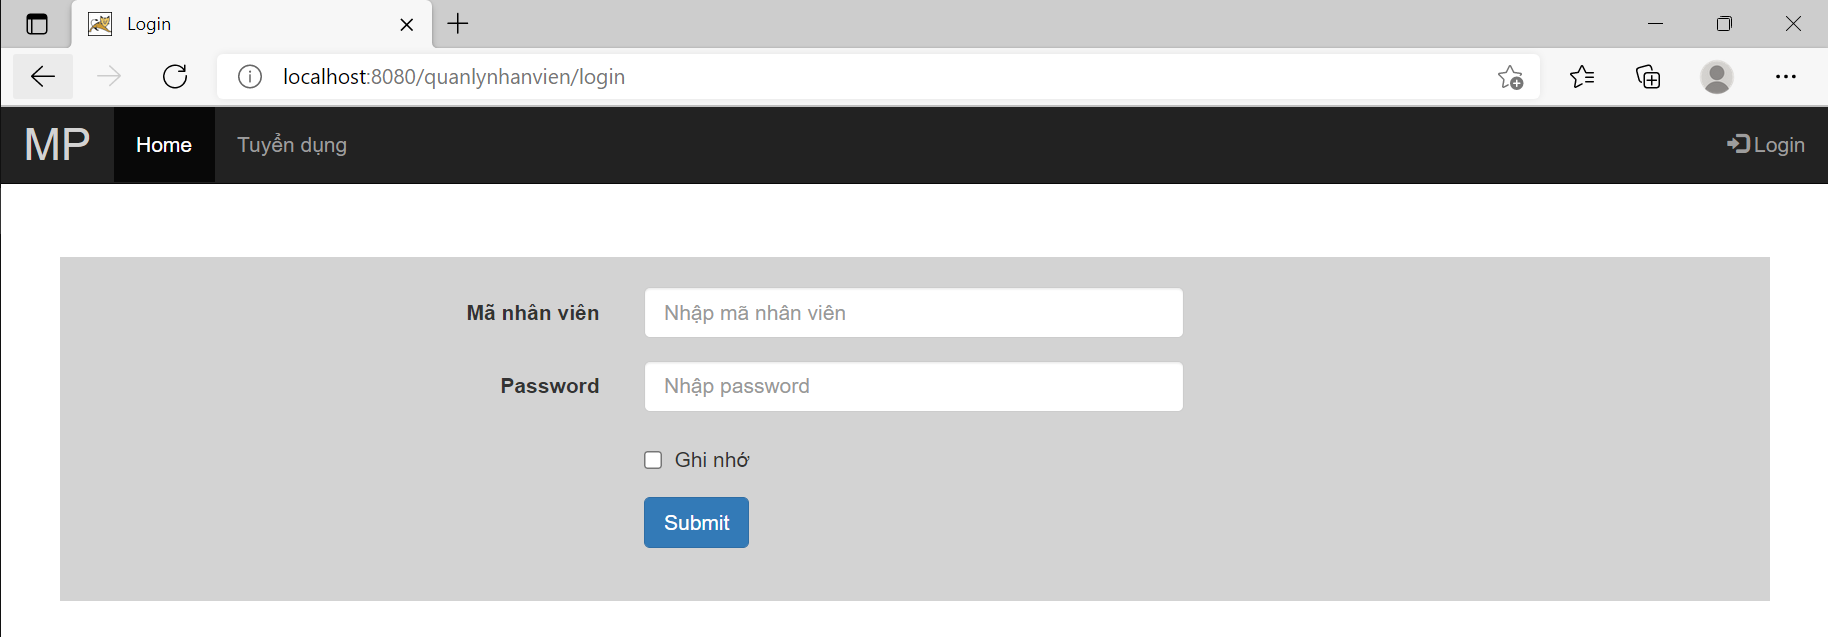 Login
localhost:8080/quanlynhanvien/login
MP Home Tuyển dụng Login
Mã nhân viên Nhập mã nhân viên
Password Nhập password
Ghi nhớ
Submit